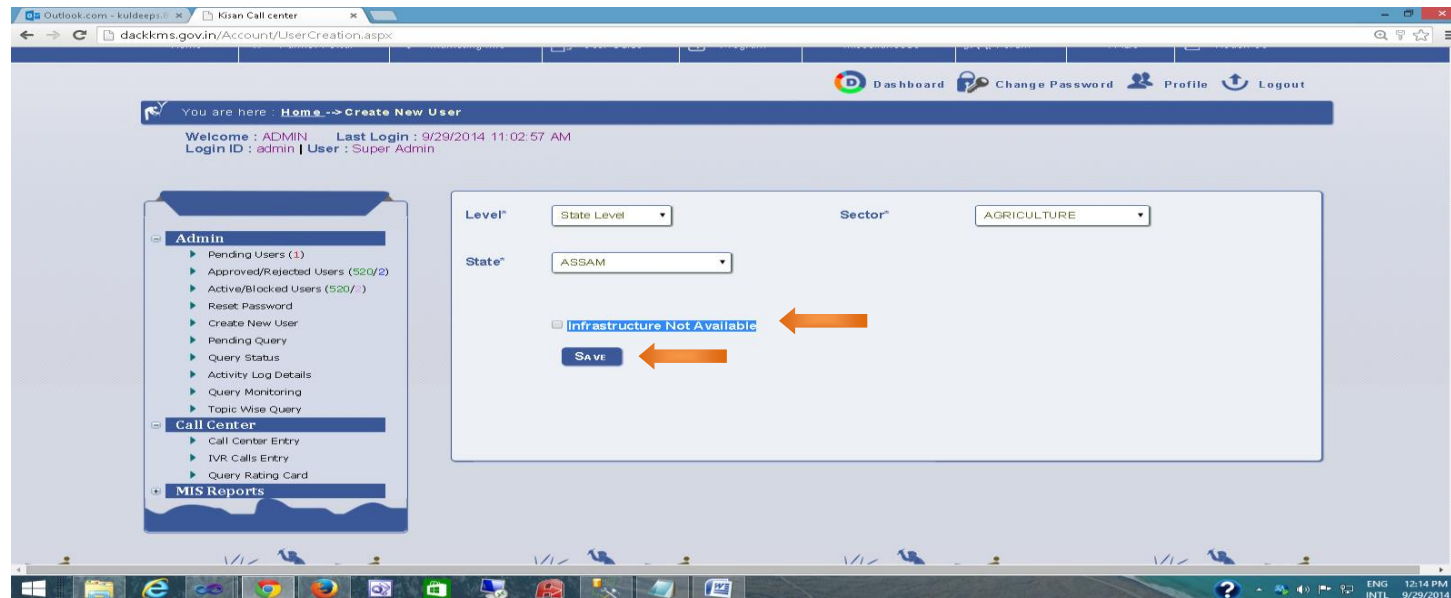 Outlook.com - kuldeeps.
Kisan Call center
dackkms.gov.in/Account/UserCreation.aspx
Dashboard Change Password Profile Logout
You are here : Home --> Create New User
Welcome : ADMIN Last Login : 9/29/2014 11:02:57 AM
Login ID : admin | User : Super Admin
Level* State Level Sector* AGRICULTURE
State* ASSAM
Infrastructure Not Available
SAVE
Admin
Pending Users (1)
Approved/Rejected Users (520/2)
Active/Blocked Users (520/2)
Reset Password
Create New User
Pending Query
Query Status
Activity Log Details
Query Monitoring
Topic Wise Query
Call Center
Call Center Entry
IVR Calls Entry
Query Rating Card
MIS Reports
ENG 12:14 PM
INTL 9/29/2014